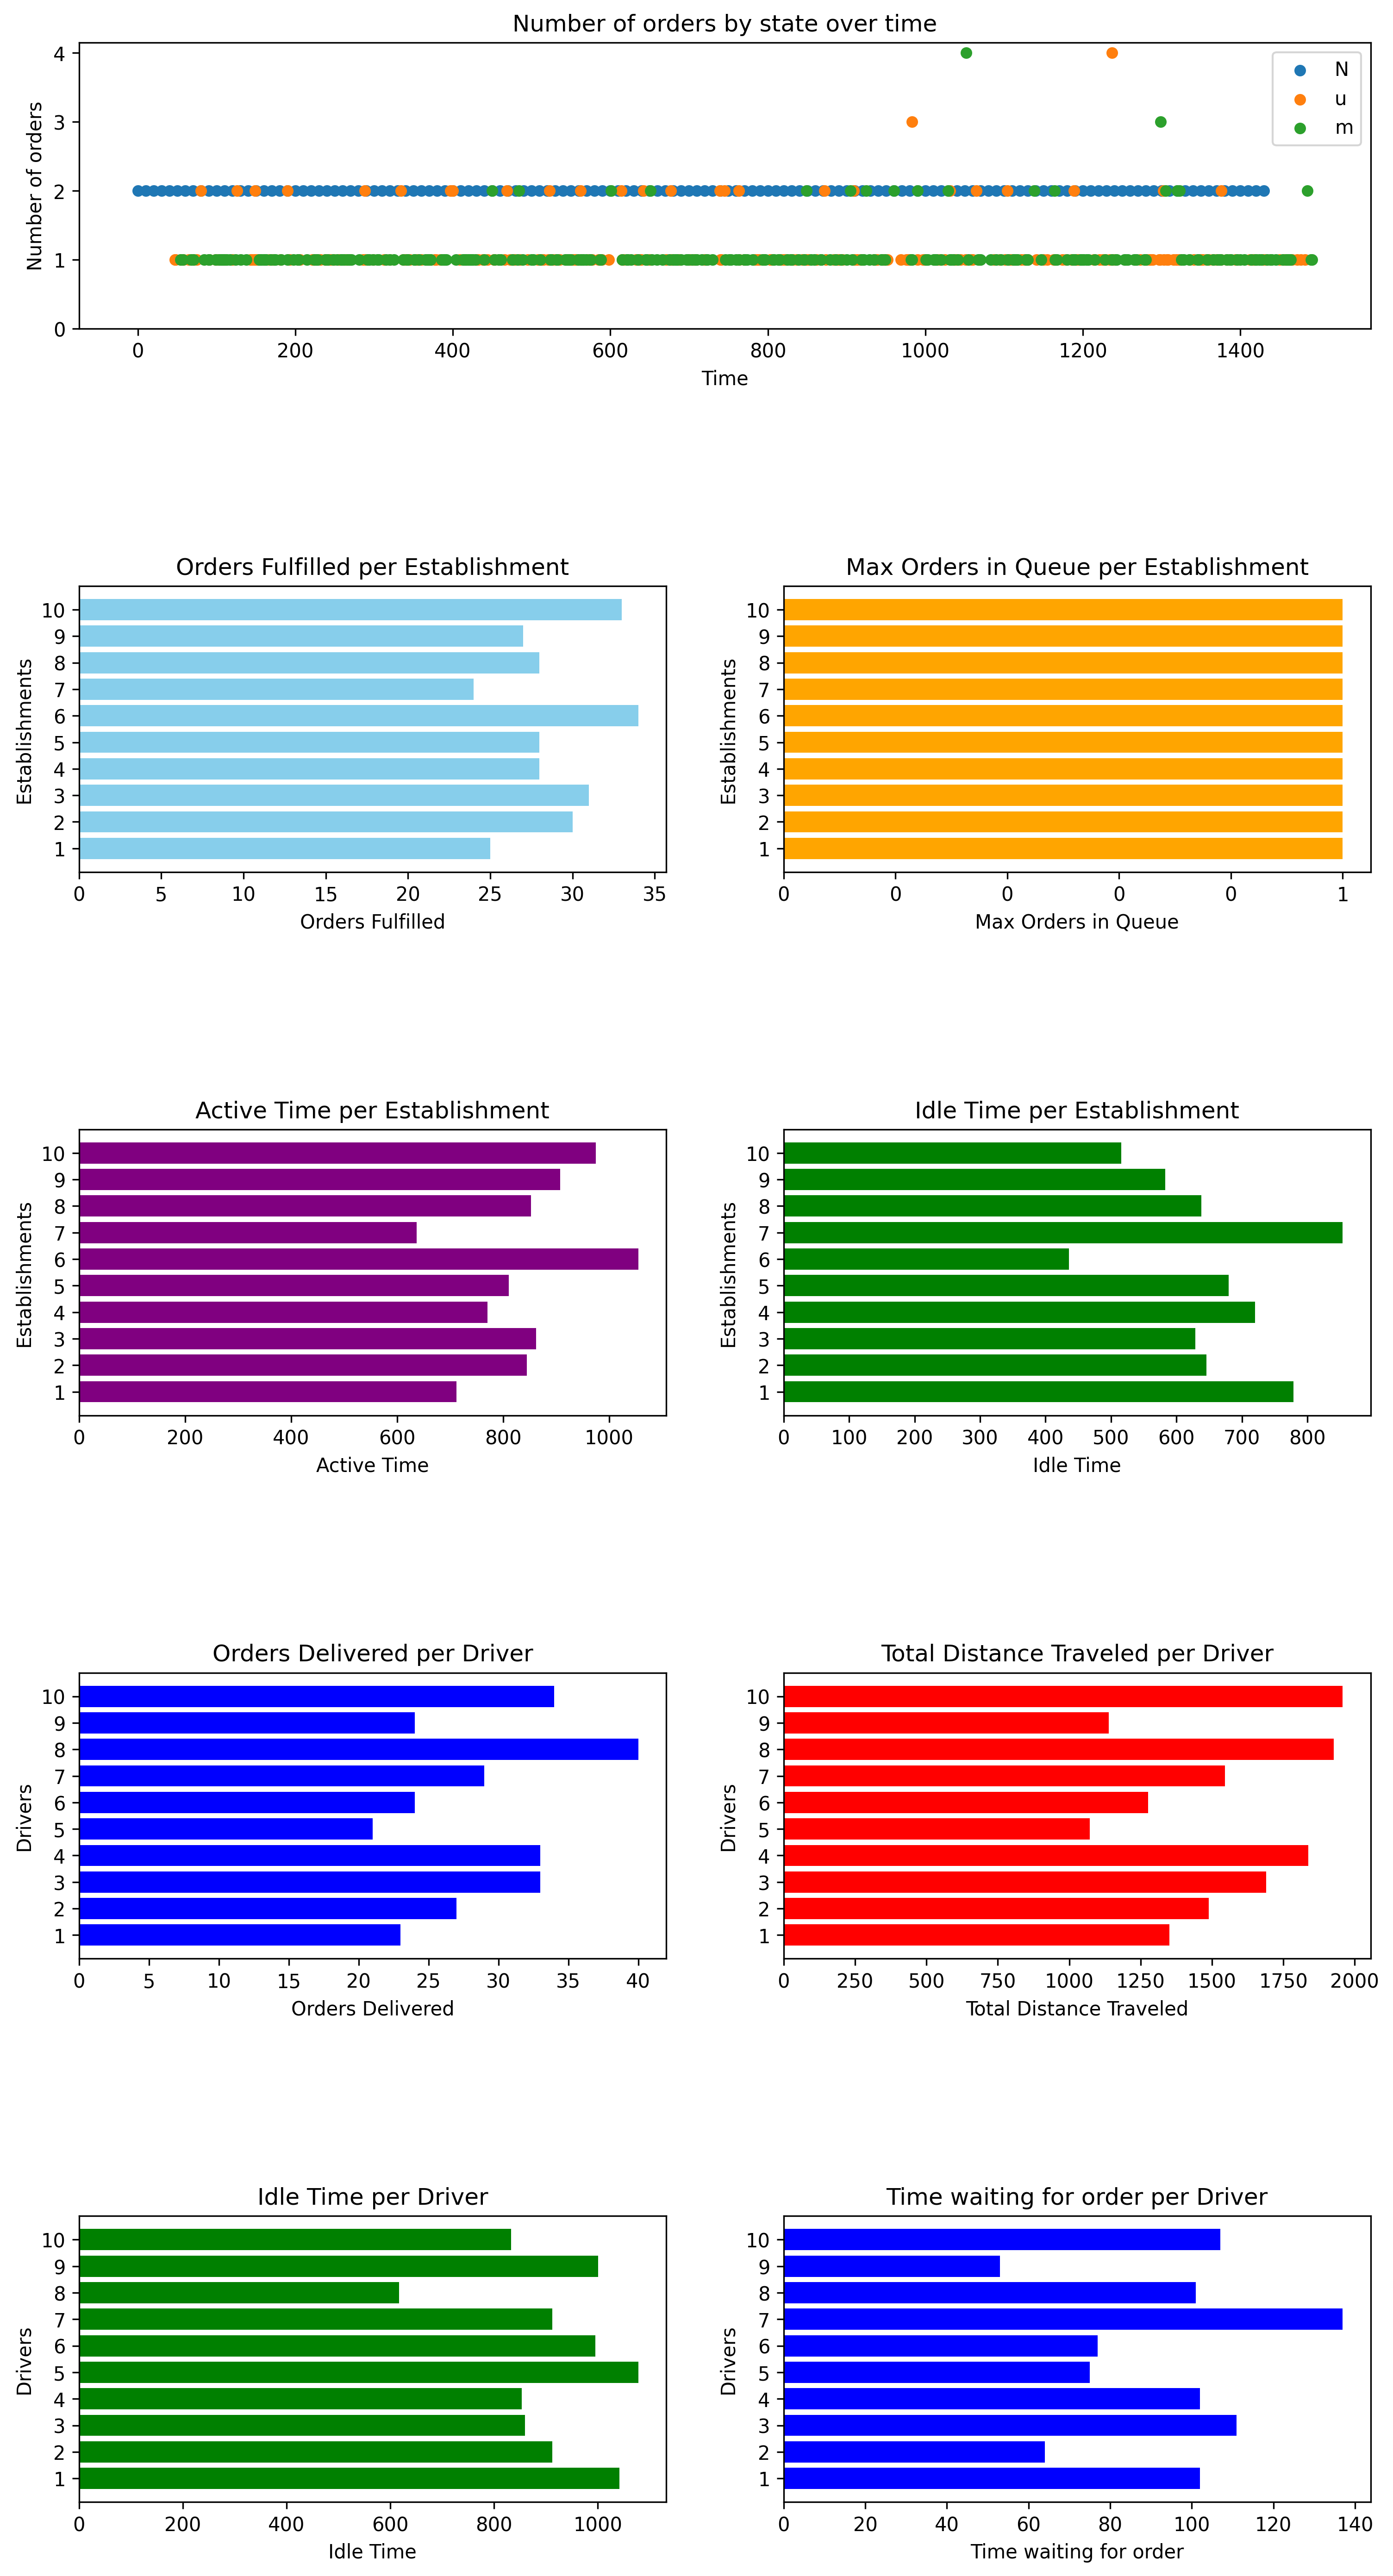 Number of orders by state over time
Number of orders
4
3
2
1
0
N
u
m
0 200 400 600 800 1000 1200 1400
Time
Orders Fulfilled per Establishment
Establishments
10
9
8
7
6
5
4
3
2
1
0 5 10 15 20 25 30 35
Orders Fulfilled
Max Orders in Queue per Establishment
Establishments
10
9
8
7
6
5
4
3
2
1
0 0 0 0 0 1
Max Orders in Queue
Active Time per Establishment
Establishments
10
9
8
7
6
5
4
3
2
1
0 200 400 600 800 1000
Active Time
Idle Time per Establishment
Establishments
10
9
8
7
6
5
4
3
2
1
0 100 200 300 400 500 600 700 800
Idle Time
Orders Delivered per Driver
Drivers
10
9
8
7
6
5
4
3
2
1
0 5 10 15 20 25 30 35 40
Orders Delivered
Total Distance Traveled per Driver
Drivers
10
9
8
7
6
5
4
3
2
1
0 250 500 750 1000 1250 1500 1750 2000
Total Distance Traveled
Idle Time per Driver
Drivers
10
9
8
7
6
5
4
3
2
1
0 200 400 600 800 1000
Idle Time
Time waiting for order per Driver
Drivers
10
9
8
7
6
5
4
3
2
1
0 20 40 60 80 100 120 140
Time waiting for order